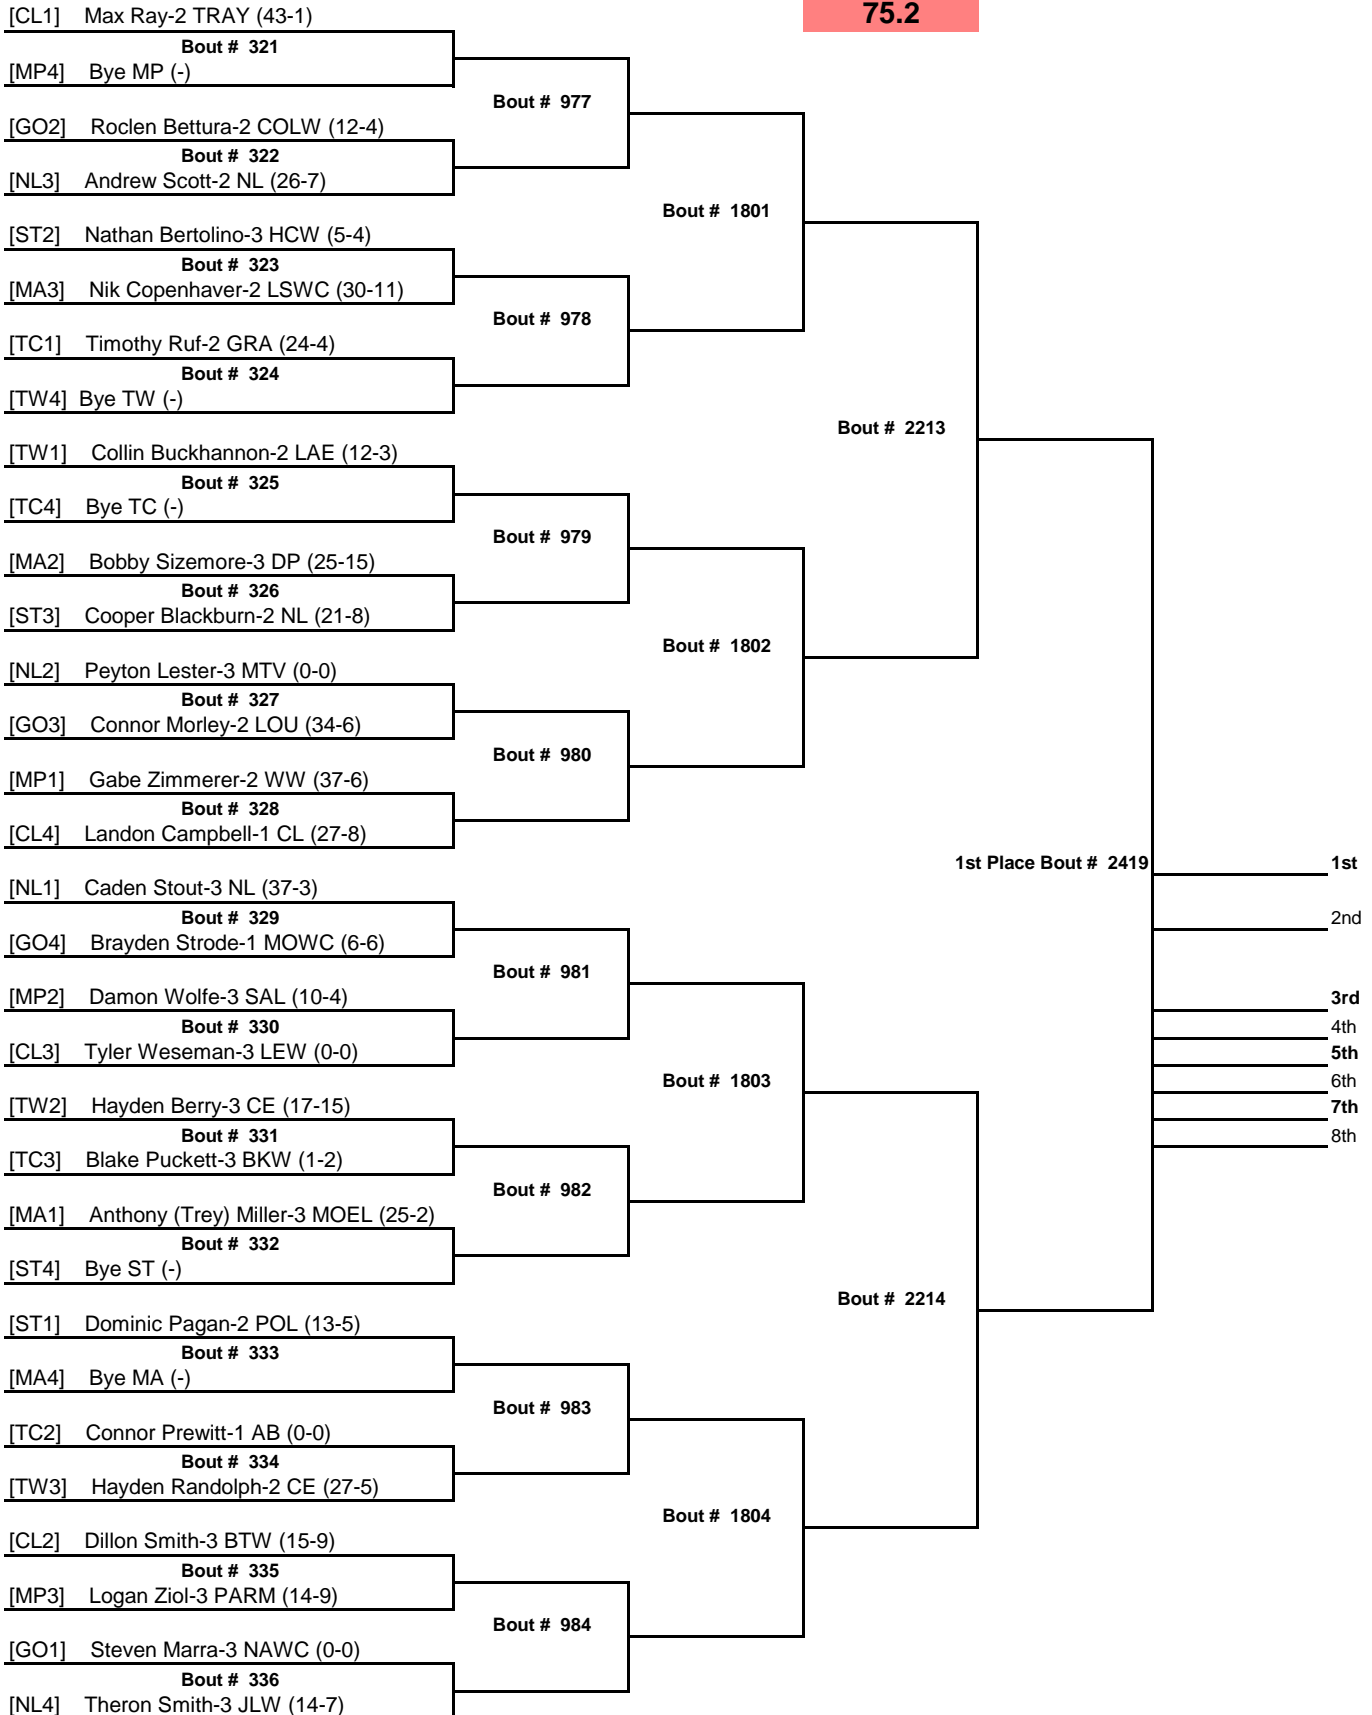 75.2
[CL1] Max Ray-2 TRAY (43-1)
Bout # 321
[MP4] Bye MP (-)
Bout # 977
[GO2] Roclen Bettura-2 COLW (12-4)
Bout # 322
[NL3] Andrew Scott-2 NL (26-7)
Bout # 1801
[ST2] Nathan Bertolino-3 HCW (5-4)
Bout # 323
[MA3] Nik Copenhaver-2 LSWC (30-11)
Bout # 978
[TC1] Timothy Ruf-2 GRA (24-4)
Bout # 324
[TW4] Bye TW (-)
Bout # 2213
[TW1] Collin Buckhannon-2 LAE (12-3)
Bout # 325
[TC4] Bye TC (-)
Bout # 979
[MA2] Bobby Sizemore-3 DP (25-15)
Bout # 326
[ST3] Cooper Blackburn-2 NL (21-8)
Bout # 1802
[NL2] Peyton Lester-3 MTV (0-0)
Bout # 327
[GO3] Connor Morley-2 LOU (34-6)
Bout # 980
[MP1] Gabe Zimmerer-2 WW (37-6)
Bout # 328
[CL4] Landon Campbell-1 CL (27-8)
1st Place Bout # 2419
1st
[NL1] Caden Stout-3 NL (37-3)
Bout # 329
2nd
[GO4] Brayden Strode-1 MOWC (6-6)
Bout # 981
[MP2] Damon Wolfe-3 SAL (10-4)
3rd
Bout # 330
4th
[CL3] Tyler Weseman-3 LEW (0-0)
5th
Bout # 1803
6th
[TW2] Hayden Berry-3 CE (17-15)
7th
Bout # 331
8th
[TC3] Blake Puckett-3 BKW (1-2)
Bout # 982
[MA1] Anthony (Trey) Miller-3 MOEL (25-2)
Bout # 332
[ST4] Bye ST (-)
Bout # 2214
[ST1] Dominic Pagan-2 POL (13-5)
Bout # 333
[MA4] Bye MA (-)
Bout # 983
[TC2] Connor Prewitt-1 AB (0-0)
Bout # 334
[TW3] Hayden Randolph-2 CE (27-5)
Bout # 1804
[CL2] Dillon Smith-3 BTW (15-9)
Bout # 335
[MP3] Logan Ziol-3 PARM (14-9)
Bout # 984
[GO1] Steven Marra-3 NAWC (0-0)
Bout # 336
[NL4] Theron Smith-3 JLW (14-7)